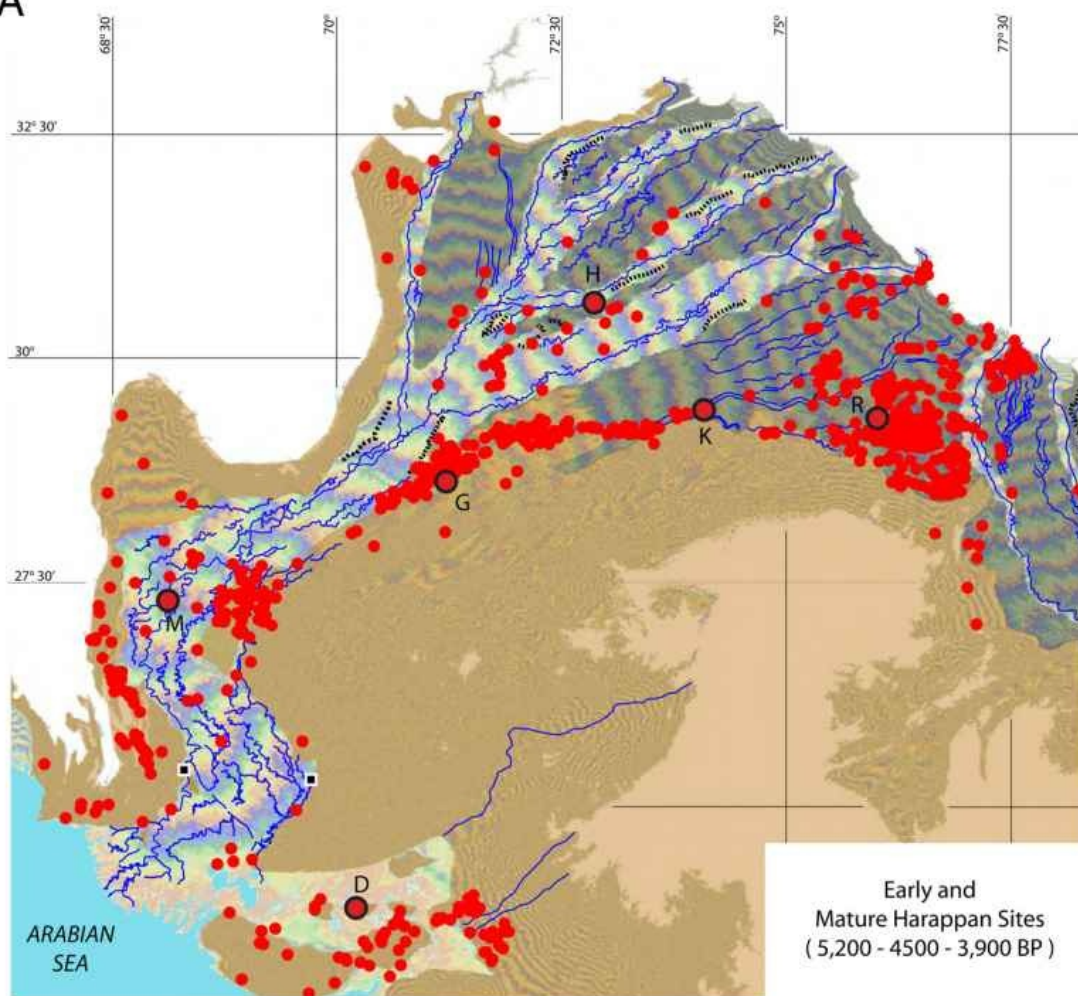 A
68° 30'
70°
72° 30'
75°
77° 30'
32° 30'
30°
27° 30'
H
K
R
G
M
D
ARABIAN
SEA
Early and
Mature Harappan Sites
( 5,200 - 4500 - 3,900 BP )